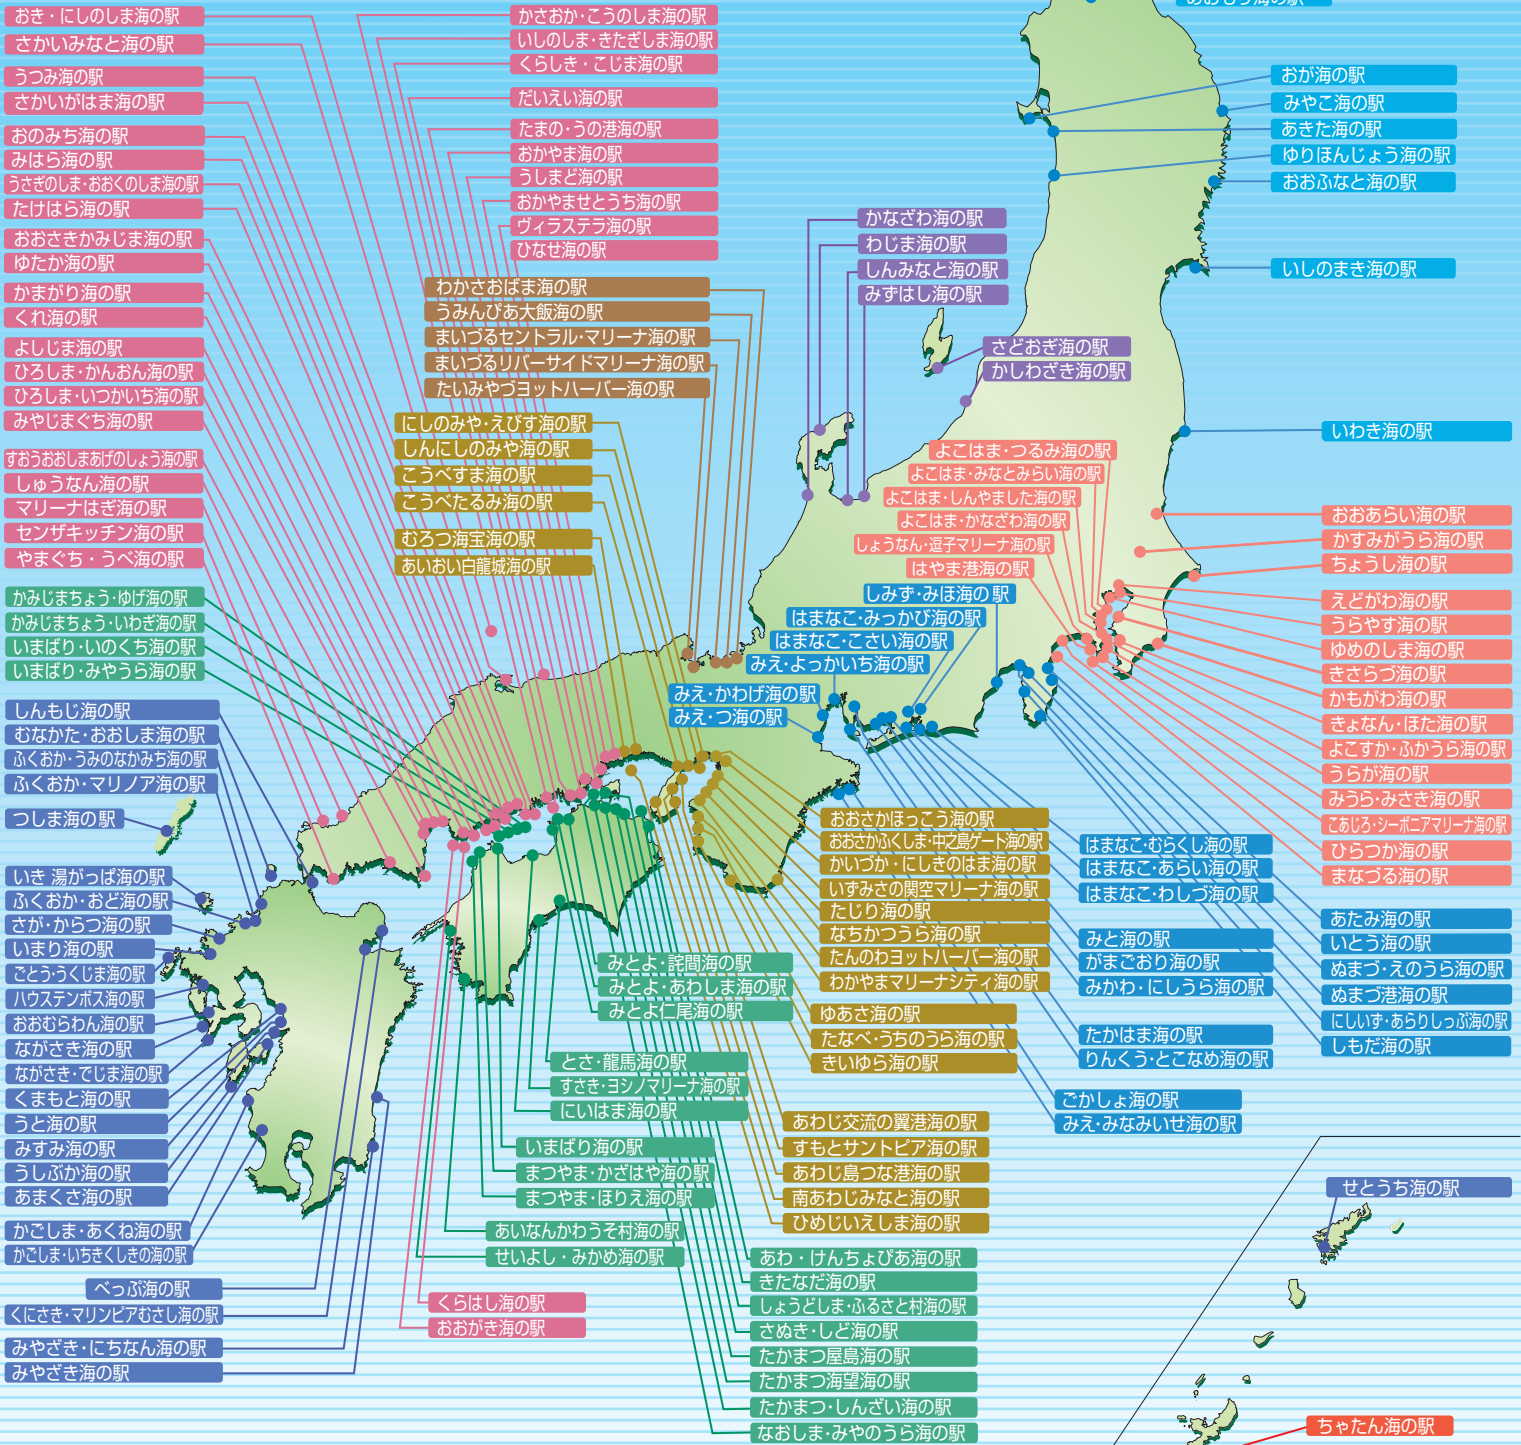 おき・にしのしま海の駅
さかいみなと海の駅
うつみ海の駅
さかいがはま海の駅
おのみち海の駅
みはら海の駅
うさぎのしま・おおくのしま海の駅
たけはら海の駅
おおさきかみじま海の駅
ゆたか海の駅
かまがり海の駅
くれ海の駅
よしじま海の駅
ひろしま・かんおん海の駅
ひろしま・いつかいち海の駅
みやじまぐち海の駅
すおうおおしまあげのしょう海の駅
しゅうなん海の駅
マリーナはぎ海の駅
センザキッチン海の駅
やまぐち・うべ海の駅
かみじまちょう・ゆげ海の駅
かみじまちょう・いわぎ海の駅
いまばり・いのくち海の駅
いまばり・みやうら海の駅
しんもじ海の駅
むなかた・おおしま海の駅
ふくおか・うみのなかみち海の駅
ふくおか・マリノア海の駅
つしま海の駅
いき 湯がっぱ海の駅
ふくおか・おど海の駅
さが・からつ海の駅
いまり海の駅
ごとう・うくじま海の駅
ハウステンボス海の駅
おおむらわん海の駅
ながさき海の駅
ながさき・でじま海の駅
くまもと海の駅
うと海の駅
みすみ海の駅
うしぶか海の駅
あまくさ海の駅
かごしま・あくね海の駅
かごしま・いちきくしきの海の駅
べっぷ海の駅
くにさき・マリンピアむさし海の駅
みやざき・にちなん海の駅
みやざき海の駅
かさおか・こうのしま海の駅
いしのしま・きたぎしま海の駅
くらしき・こじま海の駅
だいえい海の駅
たまの・うの港海の駅
おかやま海の駅
うしまど海の駅
おかやませとうち海の駅
ヴィラステラ海の駅
ひなせ海の駅
わかさおばま海の駅
うみんぴあ大飯海の駅
まいづるセントラル・マリーナ海の駅
まいづるリバーサイドマリーナ海の駅
たいみやづヨットハーバー海の駅
にしのみや・えびす海の駅
しんにしのみや海の駅
こうべすま海の駅
こうべたるみ海の駅
むろつ海宝海の駅
あいおい白龍城海の駅
かなざわ海の駅
わじま海の駅
しんみなと海の駅
みずはし海の駅
さどおぎ海の駅
かしわざき海の駅
おが海の駅
みやこ海の駅
あきた海の駅
ゆりほんじょう海の駅
おおふなと海の駅
いしのまき海の駅
いわき海の駅
よこはま・つるみ海の駅
よこはま・みなとみらい海の駅
よこはま・しんやました海の駅
よこはま・かなざわ海の駅
しょうなん・逗子マリーナ海の駅
はやま港海の駅
しみず・みほ海の駅
はまなこ・みっかび海の駅
はまなこ・こさい海の駅
みえ・よっかいち海の駅
みえ・かわげ海の駅
みえ・つ海の駅
おおあらい海の駅
かすみがうら海の駅
ちょうし海の駅
えどがわ海の駅
うらやす海の駅
ゆめのしま海の駅
きさらづ海の駅
かもがわ海の駅
きょなん・ほた海の駅
よこすか・ふかうら海の駅
うらが海の駅
みうら・みさき海の駅
こあじろ・シーボニアマリーナ海の駅
ひらつか海の駅
まなづる海の駅
あたみ海の駅
いとう海の駅
ぬまづ・えのうら海の駅
ぬまづ港海の駅
にしいず・あらりしっぷ海の駅
しもだ海の駅
おおさかほっこう海の駅
おおさかふくしま・中之島ゲート海の駅
かいづか・にしきのはま海の駅
いずみさの関空マリーナ海の駅
たじり海の駅
なちかつうら海の駅
たんのわヨットハーバー海の駅
わかやまマリーナシティ海の駅
ゆあさ海の駅
たなべ・うちのうら海の駅
きいゆら海の駅
はまなこ・むらくし海の駅
はまなこ・あらい海の駅
はまなこ・わしづ海の駅
みと海の駅
がまごおり海の駅
みかわ・にしうら海の駅
たかはま海の駅
りんくう・とこなめ海の駅
ごかしょ海の駅
みえ・みなみいせ海の駅
みとよ・詫間海の駅
みとよ・あわしま海の駅
みとよ仁尾海の駅
とさ・龍馬海の駅
すさき・ヨシノマリーナ海の駅
にいはま海の駅
いまばり海の駅
まつやま・かざはや海の駅
まつやま・ほりえ海の駅
あいなんかわうそ村海の駅
せいよし・みかめ海の駅
くらはし海の駅
おおがき海の駅
あわじ交流の翼港海の駅
すもとサントピア海の駅
あわじ島つな港海の駅
南あわじみなと海の駅
ひめじいえしま海の駅
あわ・けんちょぴあ海の駅
きたなだ海の駅
しょうどしま・ふるさと村海の駅
さぬき・しど海の駅
たかまつ屋島海の駅
たかまつ海望海の駅
たかまつ・しんざい海の駅
なおしま・みやのうら海の駅
せとうち海の駅
ちゃたん海の駅